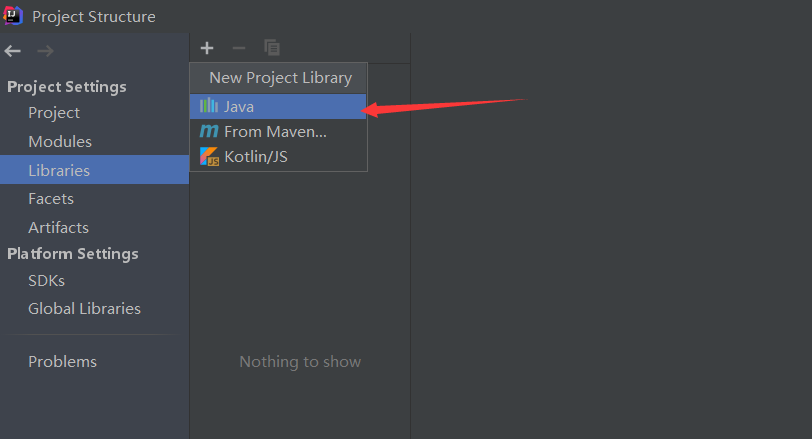 Project Structure
Project Settings
Project
Modules
Libraries
Facets
Artifacts
Platform Settings
SDKs
Global Libraries
Problems
New Project Library
Java
From Maven...
Kotlin/JS
Nothing to show